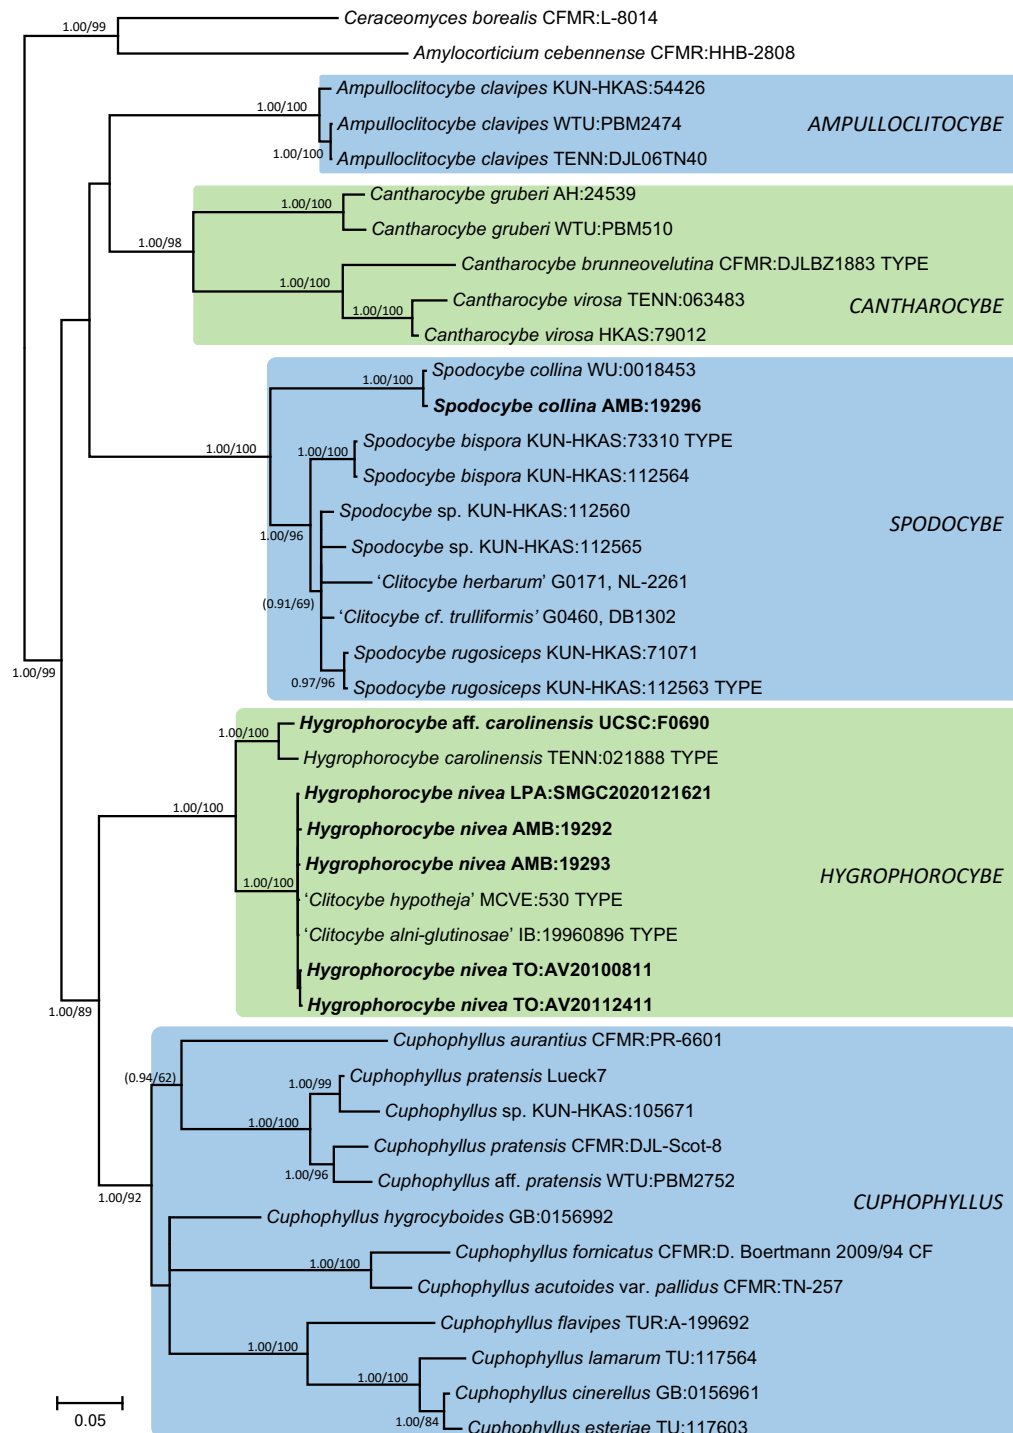 Ceraceomyces borealis CFMR:L-8014
1.00/99
Amylocorticium cebennense CFMR:HHB-2808
Ampulloclitocybe clavipes KUN-HKAS:54426
1.00/100
Ampulloclitocybe clavipes WTU:PBM2474
AMPULLOCLITOCYBE
1.00/100
Ampulloclitocybe clavipes TENN:DJL06TN40
Cantharocybe gruberi AH:24539
1.00/100
Cantharocybe gruberi WTU:PBM510
1.00/98
Cantharocybe brunneovelutina CFMR:DJLBZ1883 TYPE
1.00/100
Cantharocybe virosa TENN:063483
CANTHAROCYBE
1.00/100
Cantharocybe virosa HKAS:79012
Spodocybe collina WU:0018453
1.00/100
Spodocybe collina AMB:19296
Spodocybe bispora KUN-HKAS:73310 TYPE
1.00/100
1.00/100
Spodocybe bispora KUN-HKAS:112564
Spodocybe sp. KUN-HKAS:112560
SPODOCYBE
1.00/96
Spodocybe sp. KUN-HKAS:112565
'Clitocybe herbarum' G0171, NL-2261
(0.91/69)
'Clitocybe cf. trulliformis' G0460, DB1302
Spodocybe rugosiceps KUN-HKAS:71071
0.97/96
Spodocybe rugosiceps KUN-HKAS:112563 TYPE
1.00/99
Hygrophorocybe aff. carolinensis UCSC:F0690
1.00/100
Hygrophorocybe carolinensis TENN:021888 TYPE
Hygrophorocybe nivea LPA:SMGC2020121621
1.00/100
Hygrophorocybe nivea AMB:19292
Hygrophorocybe nivea AMB:19293
HYGROPHOROCYBE
1.00/100
'Clitocybe hypotheja' MCVE:530 TYPE
'Clitocybe alni-glutinosae' IB:19960896 TYPE
Hygrophorocybe nivea TO:AV20100811
Hygrophorocybe nivea TO:AV20112411
1.00/89
Cuphophyllus aurantius CFMR:PR-6601
(0.94/62)
Cuphophyllus pratensis Lueck7
1.00/99
Cuphophyllus sp. KUN-HKAS:105671
1.00/100
Cuphophyllus pratensis CFMR:DJL-Scot-8
1.00/96
Cuphophyllus aff. pratensis WTU:PBM2752
1.00/92
CUPHOPHYLLUS
Cuphophyllus hygrocyboides GB:0156992
Cuphophyllus fornicatus CFMR:D. Boertmann 2009/94 CF
1.00/100
Cuphophyllus acutoides var. pallidus CFMR:TN-257
Cuphophyllus flavipes TUR:A-199692
1.00/100
Cuphophyllus lamarum TU:117564
1.00/100
Cuphophyllus cinerellus GB:0156961
1.00/84
Cuphophyllus esteriae TU:117603
0.05